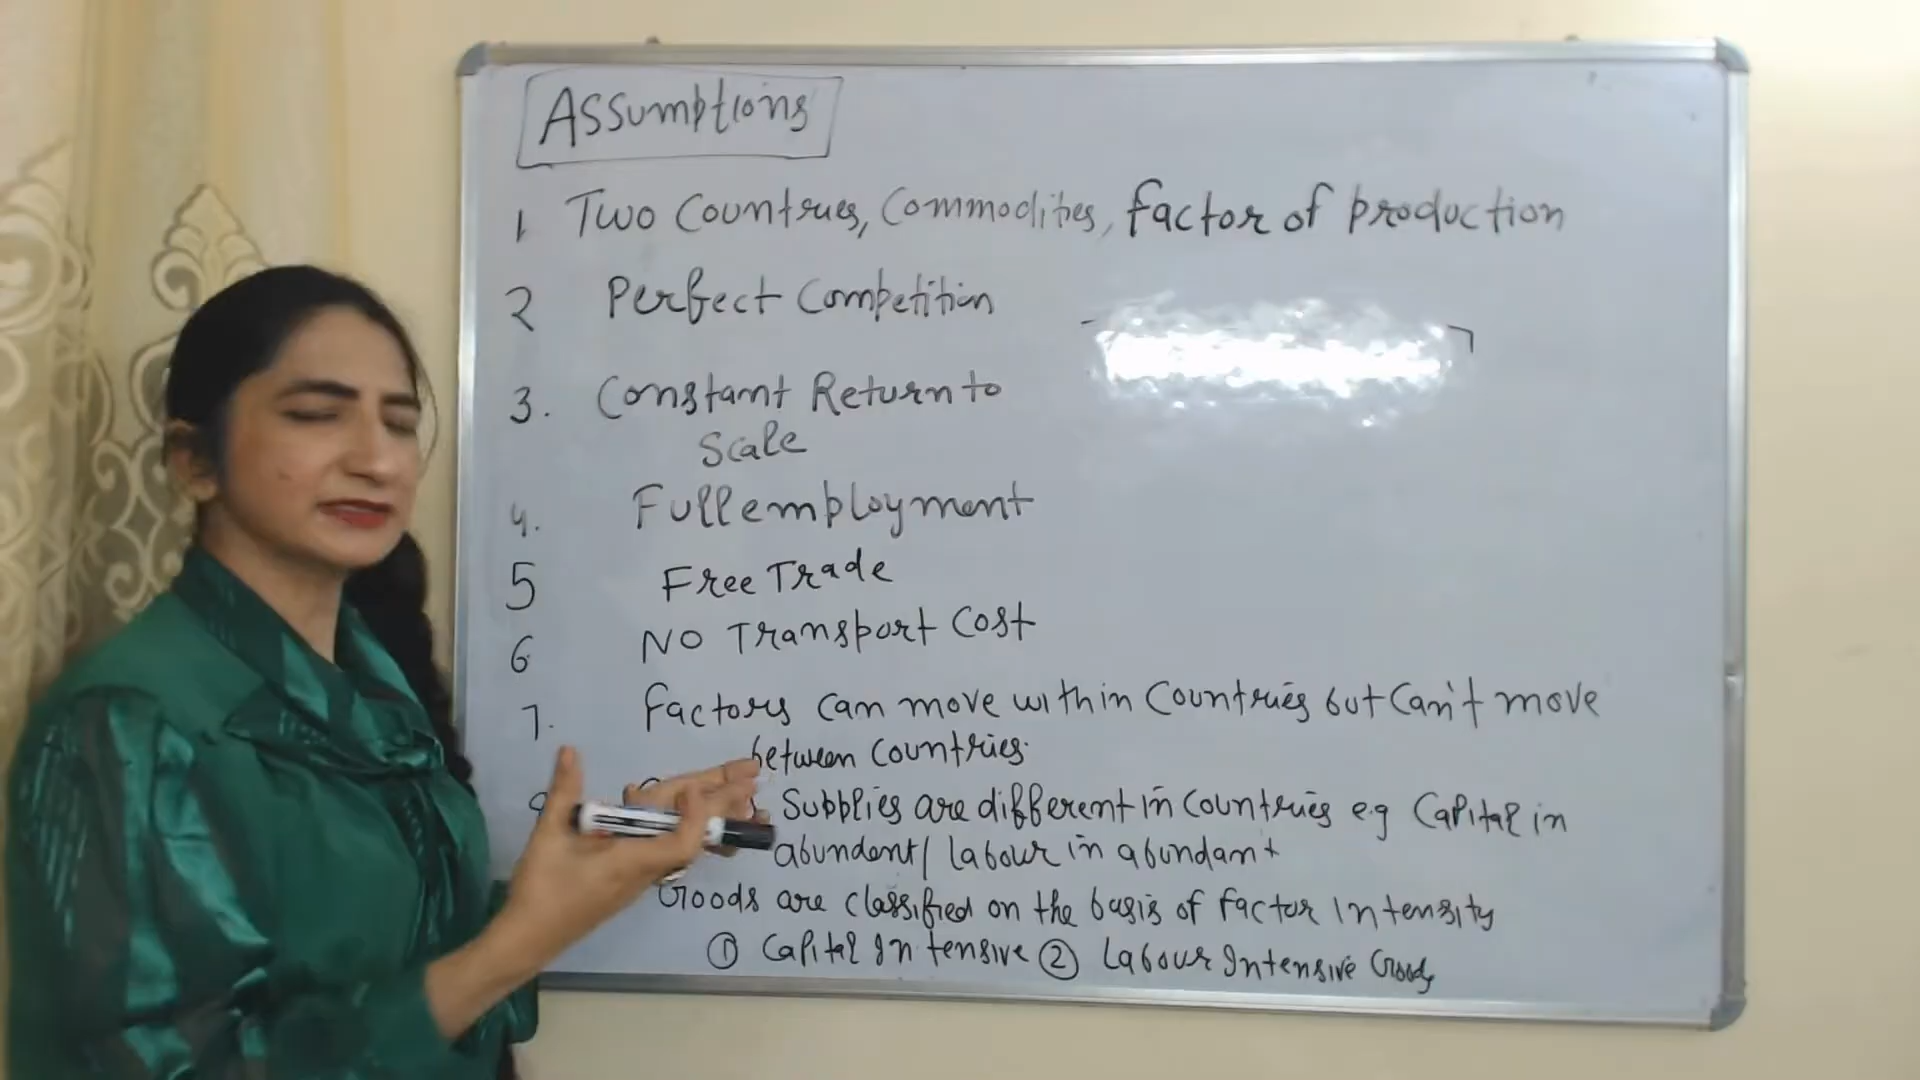 Assumptions
1 Two Countries, Commodities, factor of production
2 Perfect Competition
3. Constant Return to
Scale
4. Full employment
5 Free Trade
6 NO Transport Cost
7. factors can move within Countries but Can't move
between Countries.
Supplies are different in Countries e.g Capital in
abundent / Labour in abundant
Goods are classified on the basis of factor Intensity
① Capital Intensive ② Labour Intensive Goods